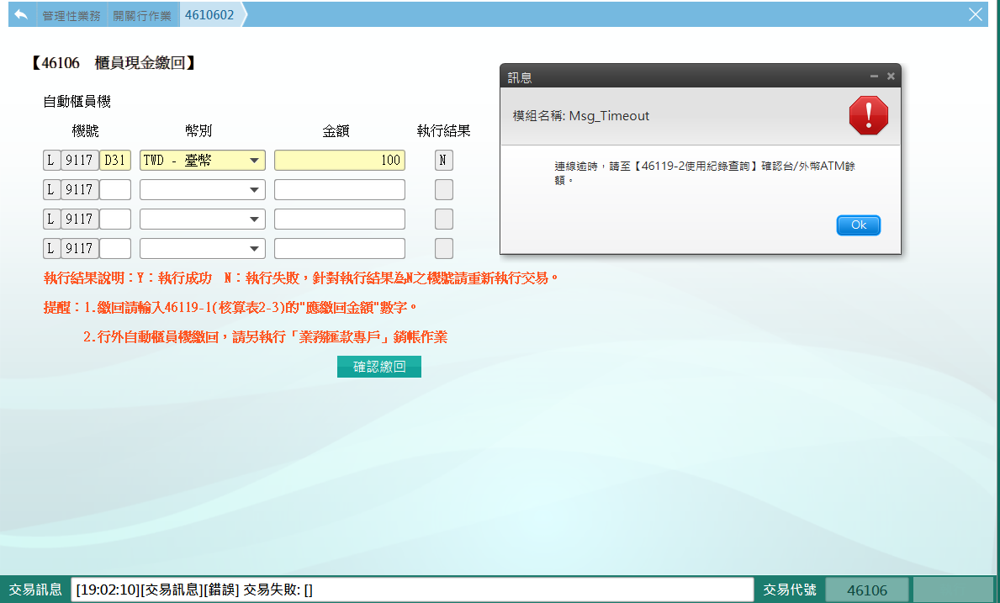 管理性業務 開關行作業 4610602
【46106 櫃員現金繳回】
自動櫃員機
機號 幣別 金額 執行結果
L 9117 D31 TWD - 臺幣 100 N
L 9117
L 9117
L 9117
執行結果說明：Y：執行成功 N：執行失敗，針對執行結果為N之機號請重新執行交易。
提醒：1.繳回請輸入46119-1(核算表2-3)的"應繳回金額"數字。
2.行外自動櫃員機繳回，請另執行「業務匯款專戶」銷帳作業
確認繳回
訊息
模組名稱: Msg_Timeout
連線逾時，請至【46119-2使用紀錄查詢】確認台/外幣ATM餘
額。
Ok
交易訊息 [19:02:10][交易訊息][錯誤] 交易失敗: [] 交易代號 46106